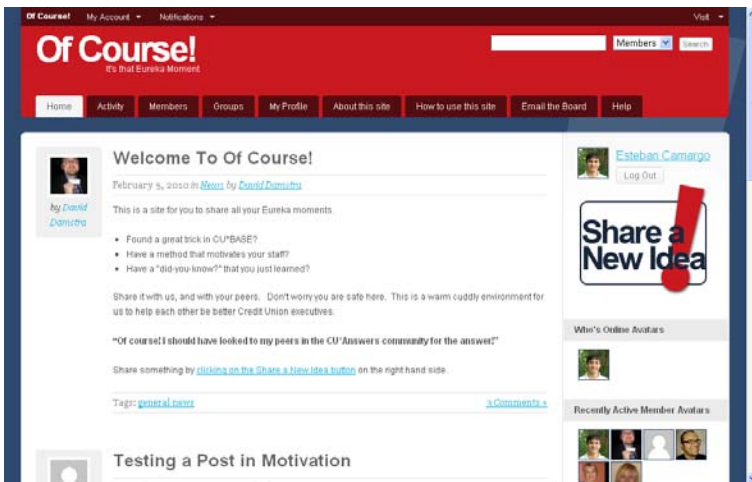 Of Course! My Account Notifications Visit
Of Course!
It's that Eureka Moment
Members Search
Home Activity Members Groups My Profile About this site How to use this site Email the Board Help
Welcome To Of Course!
February 5, 2010 in News by David Damstra
by David
Damstra
This is a site for you to share all your Eureka moments.
Found a great trick in CU*BASE?
Have a method that motivates your staff?
Have a "did-you-know?" that you just learned?
Share it with us, and with your peers. Don't worry you are safe here. This is a warm cuddly environment for
us to help each other be better Credit Union executives.
"Of course! I should have looked to my peers in the CU*Answers community for the answer!"
Share something by clicking on the Share a New Idea button on the right
hand side.
Tags: general news 3 Comments »
Testing a Post in Motivation
Esteban Camargo
Log Out
Share a
New Idea
!
Who's Online Avatars
Recently Active Member Avatars